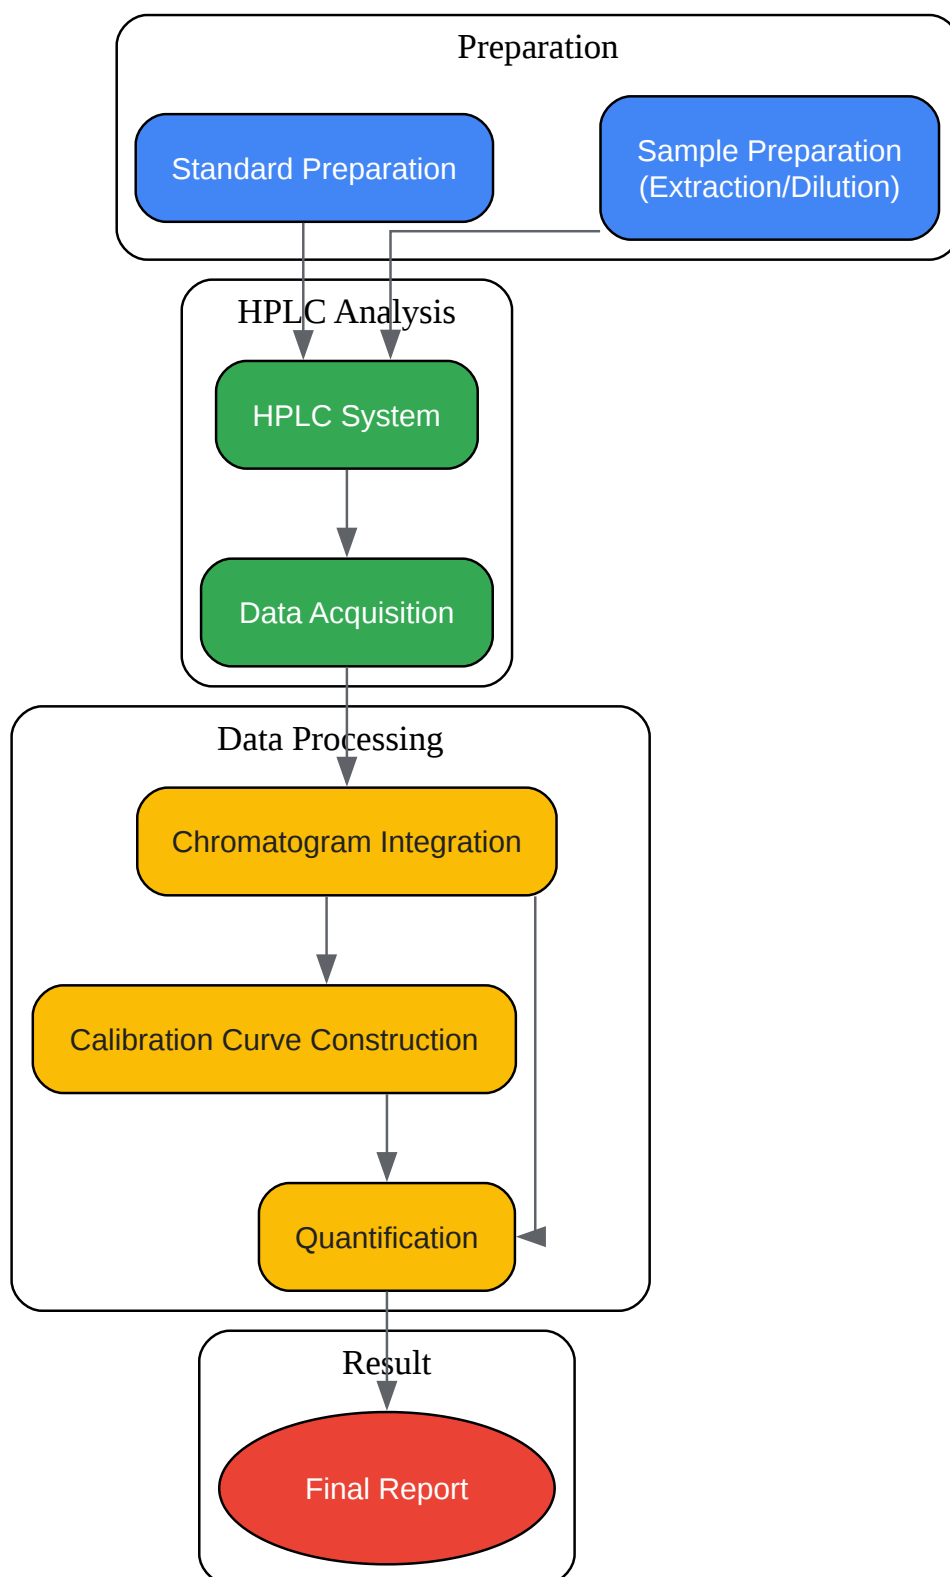 Preparation
Standard Preparation
Sample Preparation
(Extraction/Dilution)
HPLC Analysis
HPLC System
Data Acquisition
Data Processing
Chromatogram Integration
Calibration Curve Construction
Quantification
Result
Final Report